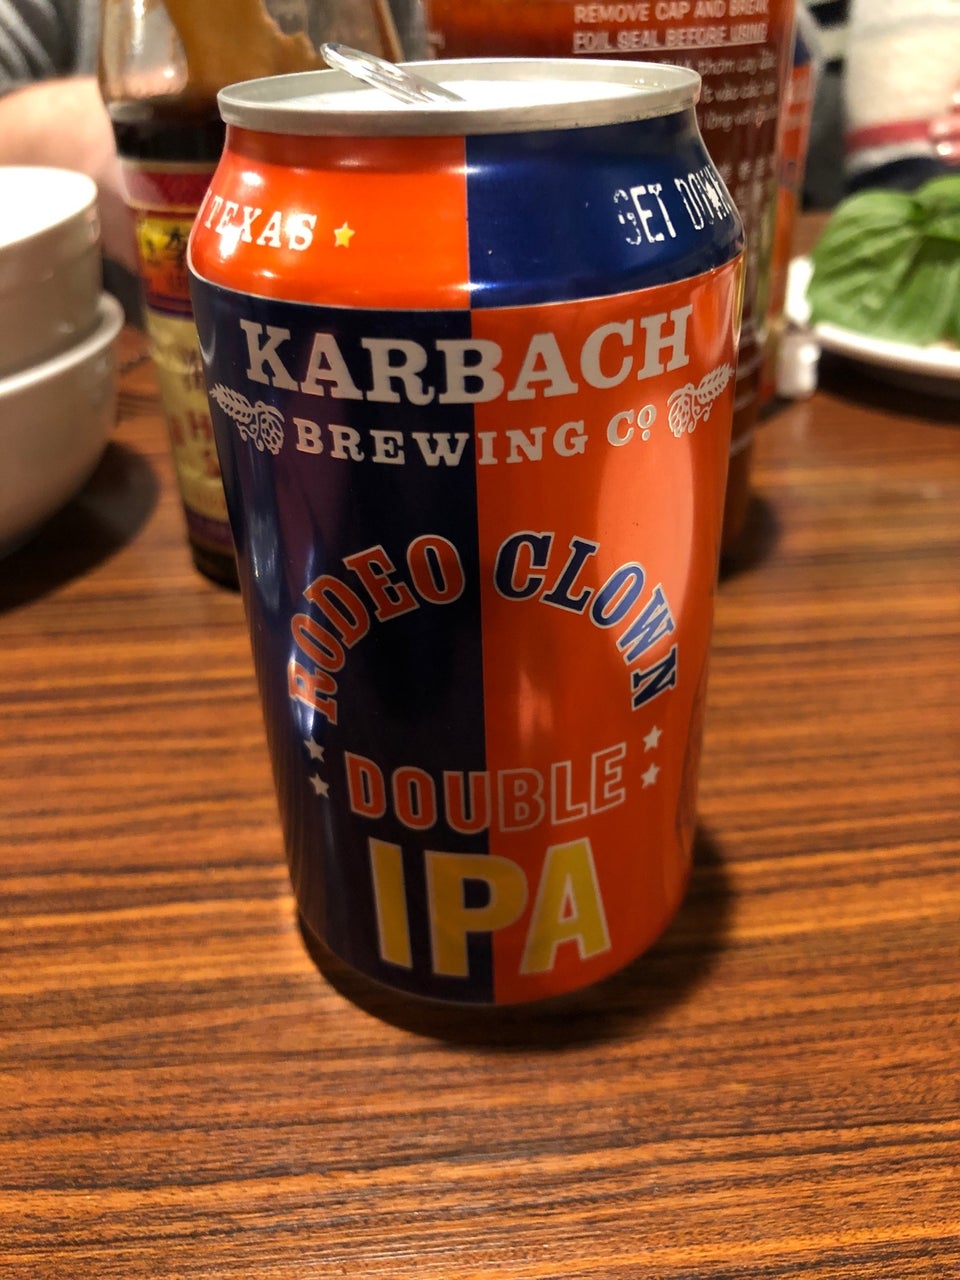 REMOVE CAP AND BREAK
FOIL SEAL BEFORE USING
TEXAS
GET DOWN
KARBACH
BREWING CO
RODEO CLOWN
DOUBLE
IPA